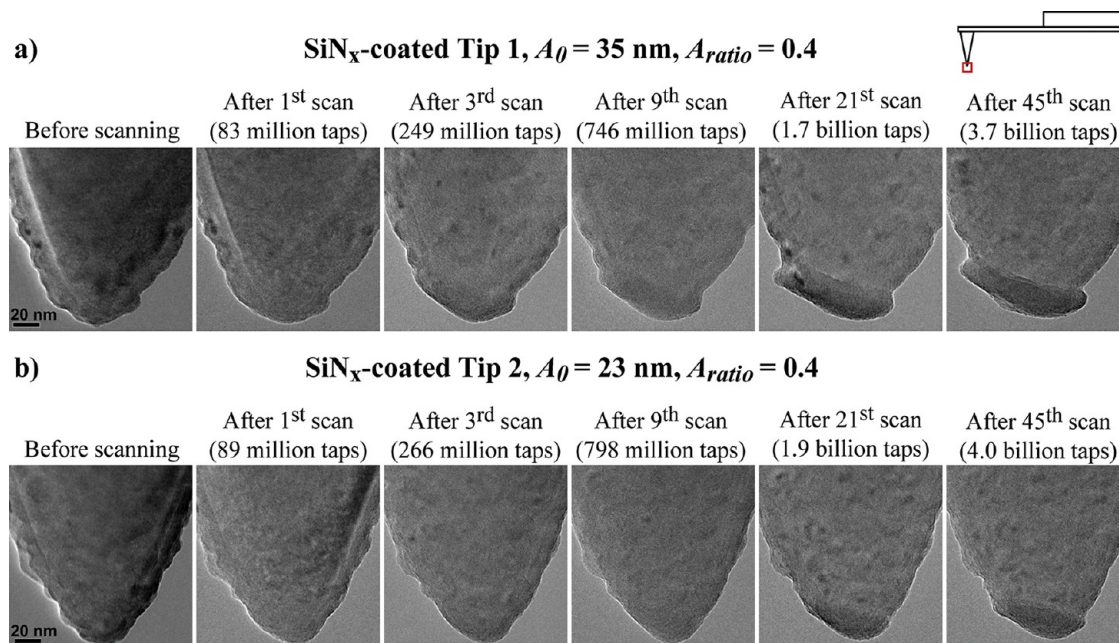 a)
SiNx-coated Tip 1, A0 = 35 nm, Aratio = 0.4
Before scanning
After 1st scan
(83 million taps)
After 3rd scan
(249 million taps)
After 9th scan
(746 million taps)
After 21st scan
(1.7 billion taps)
After 45th scan
(3.7 billion taps)
20 nm
b)
SiNx-coated Tip 2, A0 = 23 nm, Aratio = 0.4
Before scanning
After 1st scan
(89 million taps)
After 3rd scan
(266 million taps)
After 9th scan
(798 million taps)
After 21st scan
(1.9 billion taps)
After 45th scan
(4.0 billion taps)
20 nm